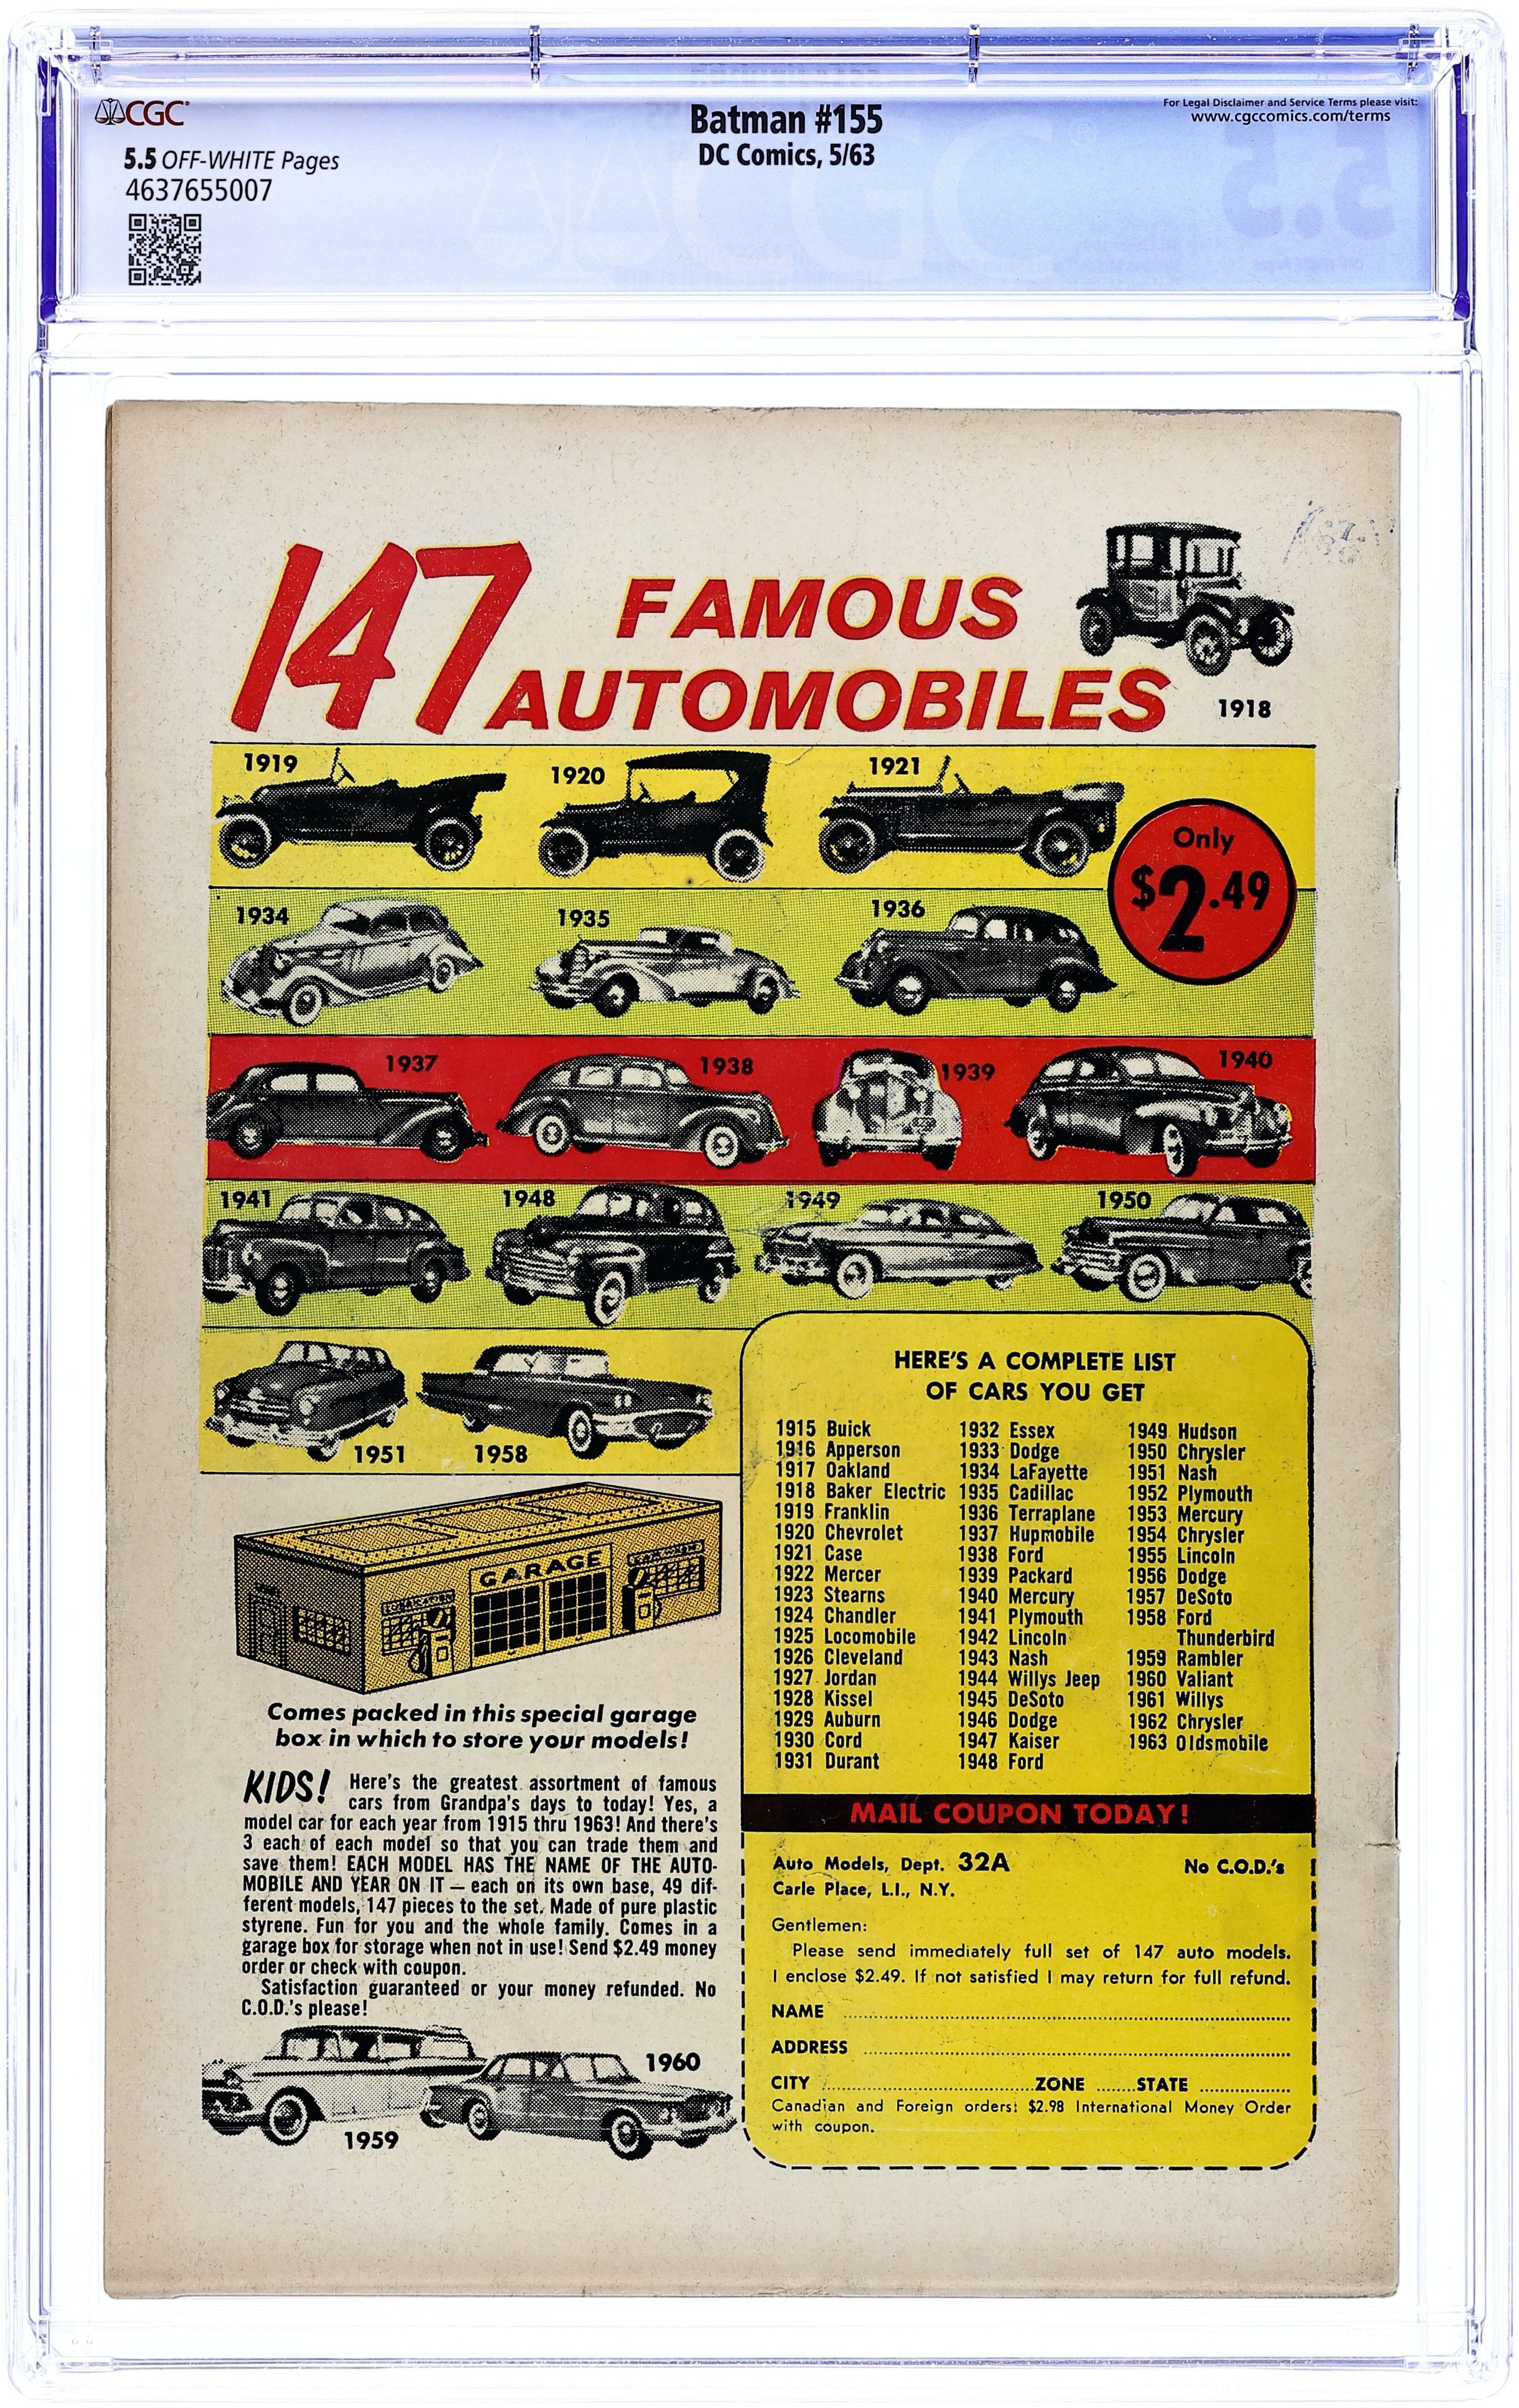 CGC
5.5 OFF-WHITE Pages
4637655007
Batman #155
DC Comics, 5/63
For Legal Disclaimer and Service Terms please visit:
www.cgccomics.com/terms
147 FAMOUS
AUTOMOBILES
1918
1919
1920
1921
Only
$2.49
1934
1935
1936
1937
1938
1939
1940
1941
1948
1949
1950
1951
1958
GARAGE
Comes packed in this special garage
box in which to store your models!
KIDS! Here's the greatest assortment of famous
cars from Grandpa's days to today! Yes, a
model car for each year from 1915 thru 1963! And there's
3 each of each model so that you can trade them and
save them! EACH MODEL HAS THE NAME OF THE AUTO-
MOBILE AND YEAR ON IT — each on its own base, 49 dif-
ferent models, 147 pieces to the set. Made of pure plastic
styrene. Fun for you and the whole family. Comes in a
garage box for storage when not in use! Send $2.49 money
order or check with coupon.
Satisfaction guaranteed or your money refunded. No
C.O.D.'s please!
1959
1960
HERE'S A COMPLETE LIST
OF CARS YOU GET
1915 Buick
1916 Apperson
1917 Oakland
1918 Baker Electric
1919 Franklin
1920 Chevrolet
1921 Case
1922 Mercer
1923 Stearns
1924 Chandler
1925 Locomobile
1926 Cleveland
1927 Jordan
1928 Kissel
1929 Auburn
1930 Cord
1931 Durant
1932 Essex
1933 Dodge
1934 LaFayette
1935 Cadillac
1936 Terraplane
1937 Hupmobile
1938 Ford
1939 Packard
1940 Mercury
1941 Plymouth
1942 Lincoln
1943 Nash
1944 Willys Jeep
1945 DeSoto
1946 Dodge
1947 Kaiser
1948 Ford
1949 Hudson
1950 Chrysler
1951 Nash
1952 Plymouth
1953 Mercury
1954 Chrysler
1955 Lincoln
1956 Dodge
1957 DeSoto
1958 Ford
Thunderbird
1959 Rambler
1960 Valiant
1961 Willys
1962 Chrysler
1963 Oldsmobile
MAIL COUPON TODAY!
Auto Models, Dept. 32A No C.O.D.'s
Carle Place, L.I., N.Y.
Gentlemen:
Please send immediately full set of 147 auto models.
I enclose $2.49. If not satisfied I may return for full refund.
NAME
ADDRESS
CITY ZONE STATE
Canadian and Foreign orders: $2.98 International Money Order
with coupon.